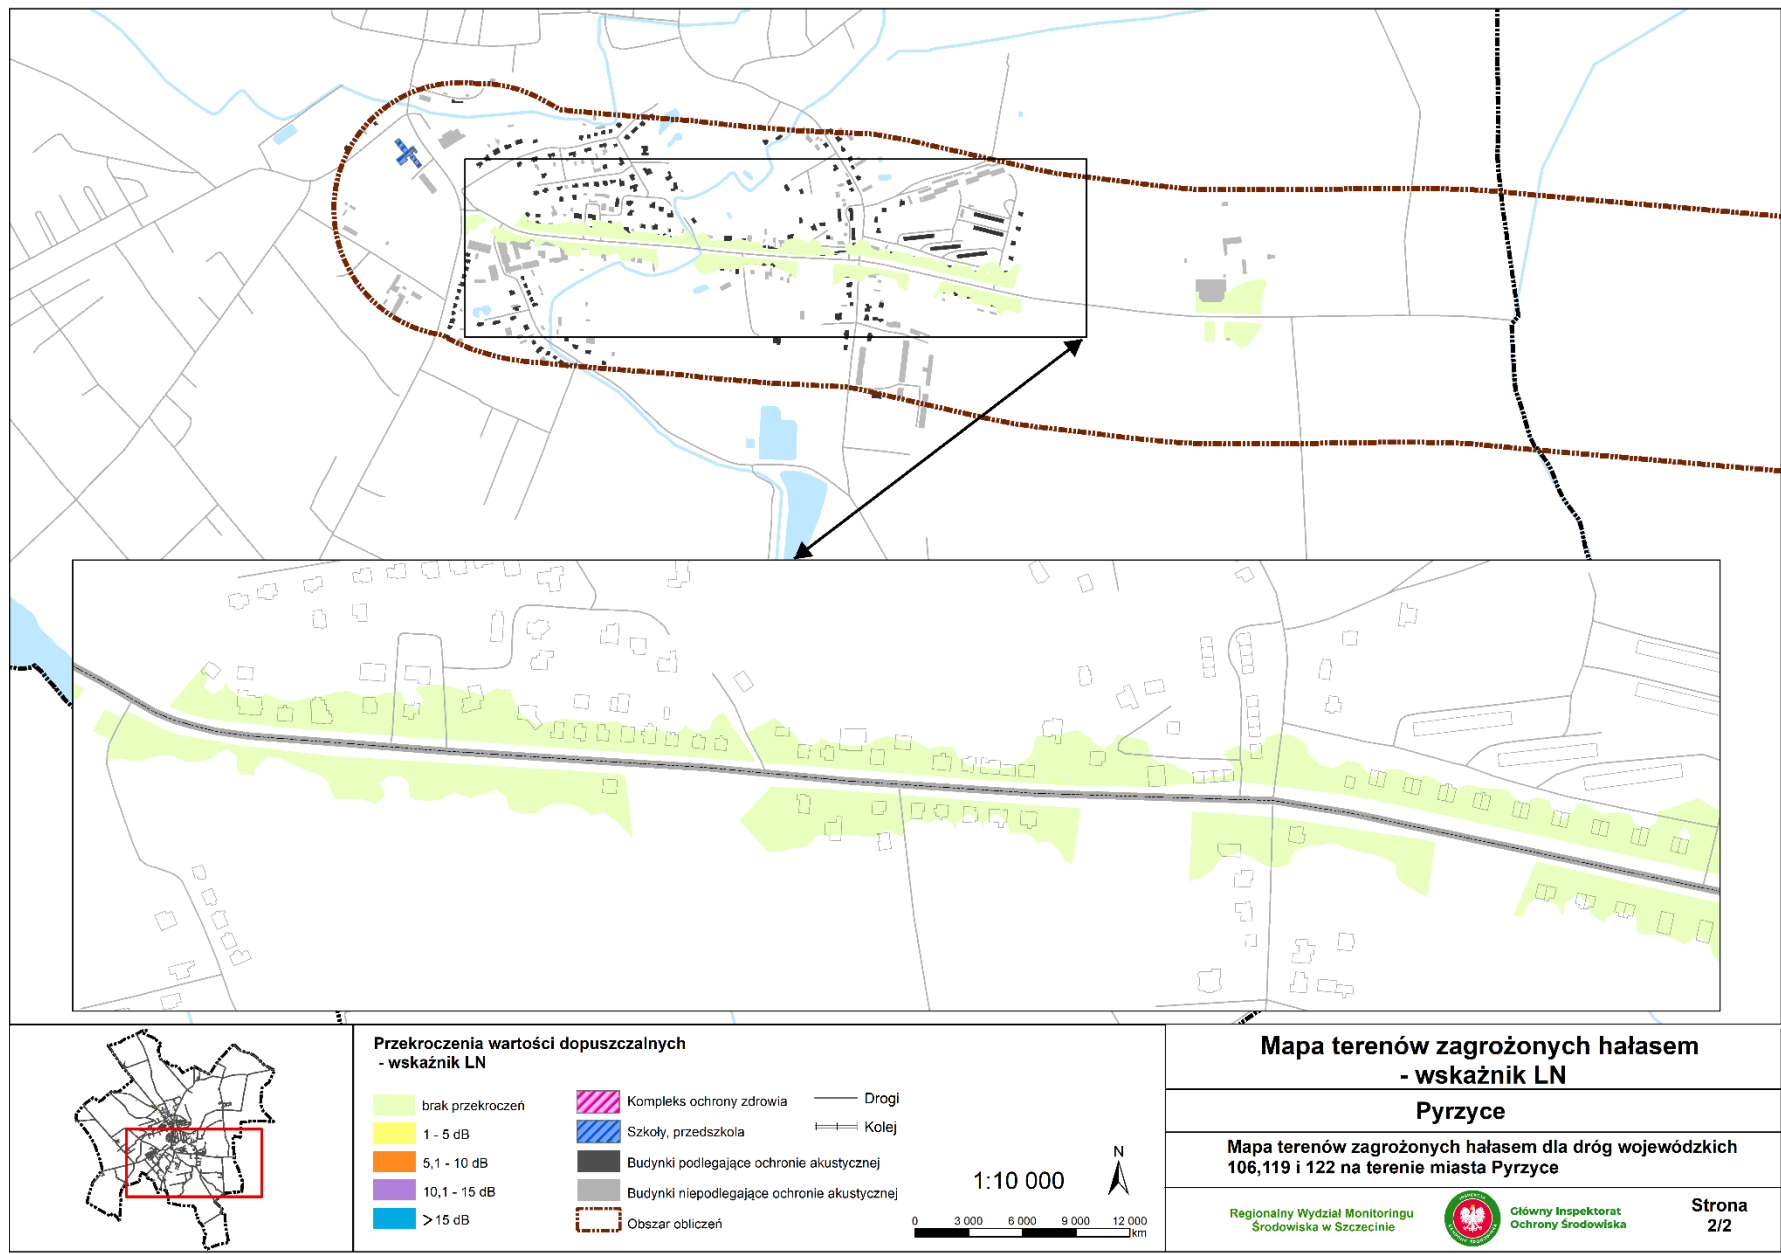 Przekroczenia wartości dopuszczalnych
- wskaźnik LN
brak przekroczeń
1 - 5 dB
5,1 - 10 dB
10,1 - 15 dB
>15 dB
Kompleks ochrony zdrowia
Szkoły, przedszkola
Budynki podlegające ochronie akustycznej
Budynki niepodlegające ochronie akustycznej
Obszar obliczeń
Drogi
Kolej
1:10 000
N
0 3 000 6 000 9 000 12 000
km
Mapa terenów zagrożonych hałasem
- wskaźnik LN
Pyrzyce
Mapa terenów zagrożonych hałasem dla dróg wojewódzkich
106,119 i 122 na terenie miasta Pyrzyce
Regionalny Wydział Monitoringu
Środowiska w Szczecinie
INSPEKCJA
OCHRONY ŚRODOWISKA
Główny Inspektorat
Ochrony Środowiska
Strona
2/2